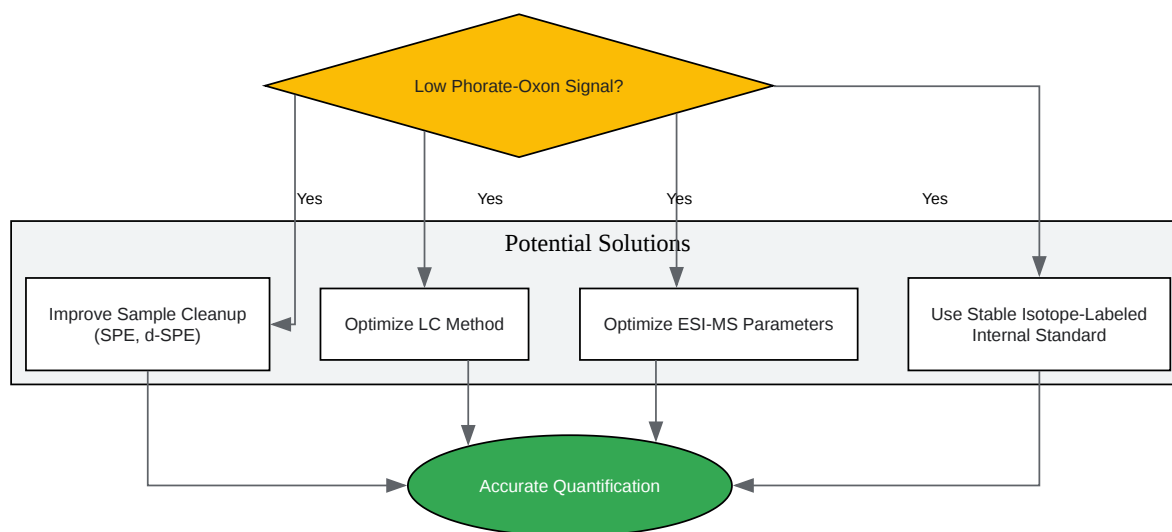 Low Phorate-Oxon Signal?
Yes
Yes
Yes
Yes
Potential Solutions
Improve Sample Cleanup
(SPE, d-SPE)
Optimize LC Method
Optimize ESI-MS Parameters
Use Stable Isotope-Labeled
Internal Standard
Accurate Quantification